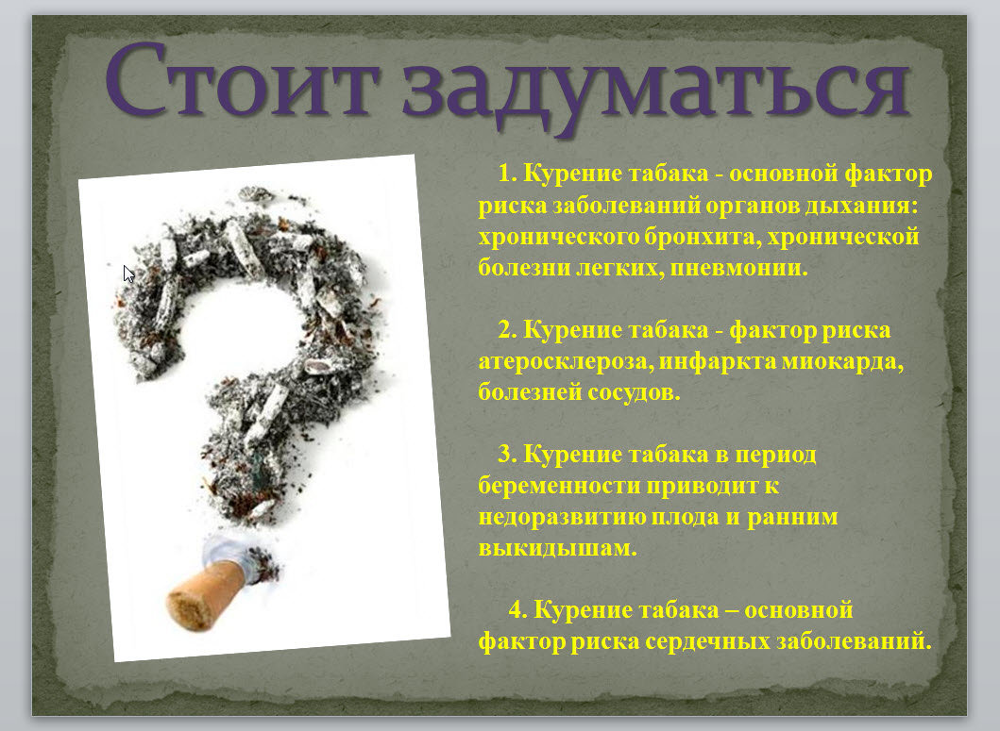 Стоит задуматься
1. Курение табака - основной фактор
риска заболеваний органов дыхания:
хронического бронхита, хронической
болезни легких, пневмонии.
2. Курение табака - фактор риска
атеросклероза, инфаркта миокарда,
болезней сосудов.
3. Курение табака в период
беременности приводит к
недоразвитию плода и ранним
выкидышам.
4. Курение табака – основной
фактор риска сердечных заболеваний.